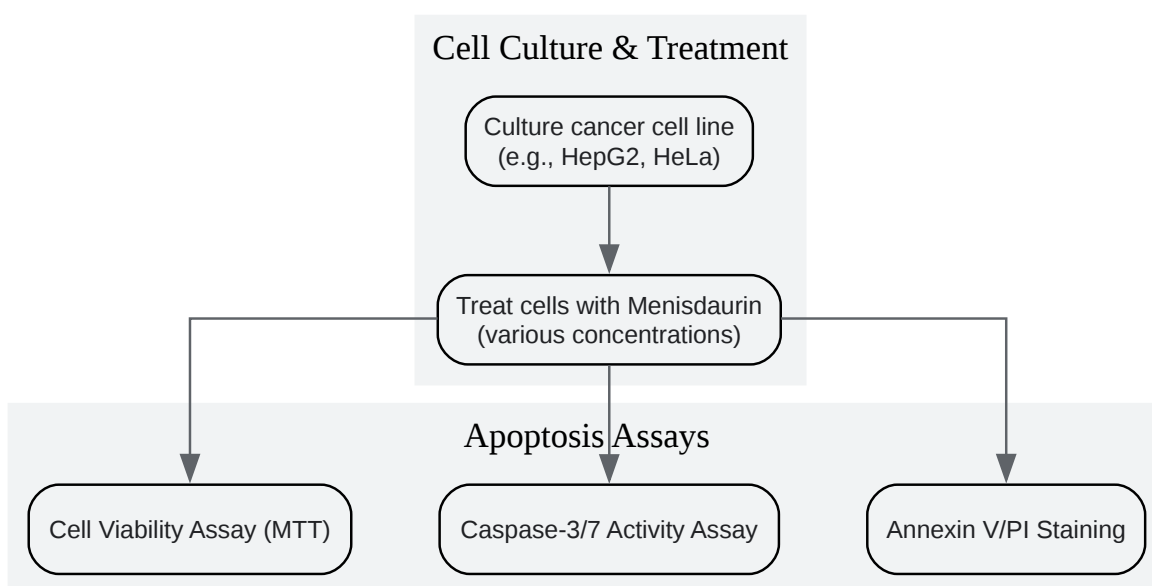 Cell Culture & Treatment
Culture cancer cell line
(e.g., HepG2, HeLa)
Treat cells with Menisdaurin
(various concentrations)
Apoptosis Assays
Cell Viability Assay (MTT)
Caspase-3/7 Activity Assay
Annexin V/PI Staining